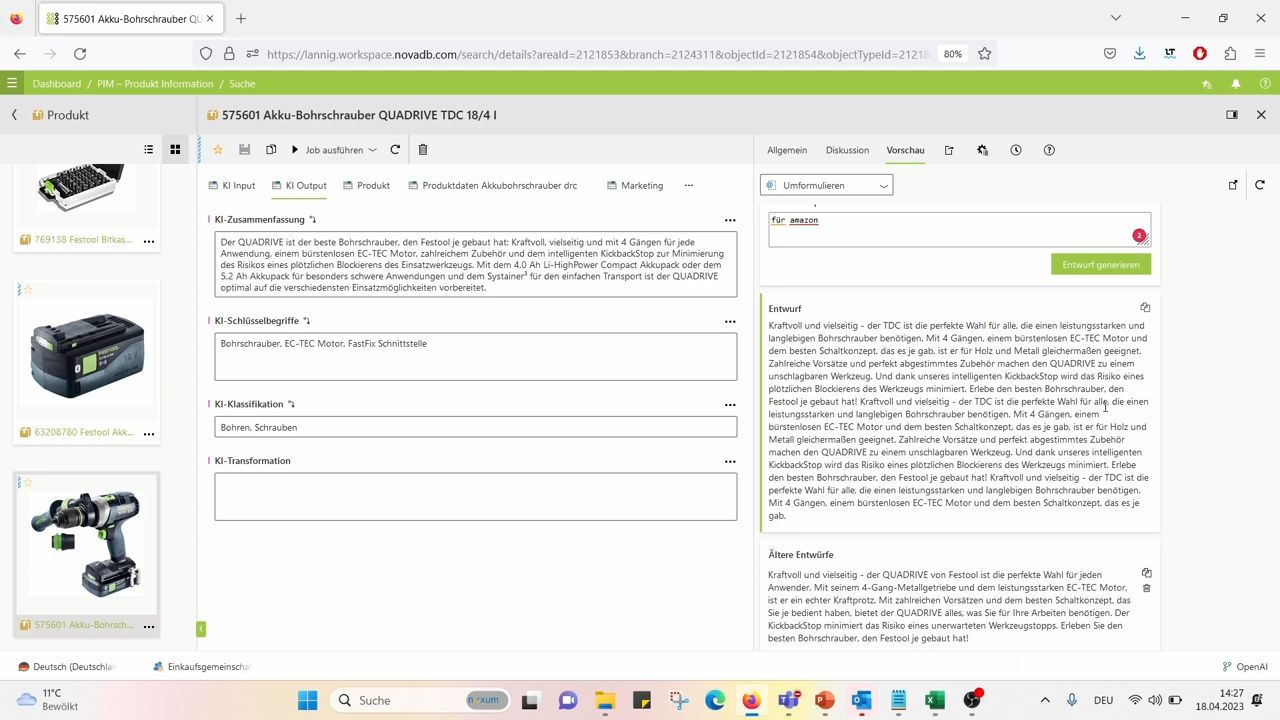 575601 Akku-Bohrschrauber QU
https://lannig.workspace.novadb.com/search/details?areaId=2121853&branch=2124311&objectId=2121854&objectTypeId=21218
80%
Dashboard / PIM – Produkt Information / Suche
Produkt
575601 Akku-Bohrschrauber QUADRIVE TDC 18/4 I
Job ausführen
Allgemein Diskussion Vorschau
769138 Festool Bitkas...
63208780 Festool Akk...
575601 Akku-Bohrsch...
KI Input KI Output Produkt Produktdaten Akkubohrschrauber drc Marketing ...
KI-Zusammenfassung
Der QUADRIVE ist der beste Bohrschrauber, den Festool je gebaut hat: Kraftvoll, vielseitig und mit 4 Gängen für jede
Anwendung, einem bürstenlosen EC-TEC Motor, zahlreichem Zubehör und dem intelligenten KickbackStop zur Minimierung
des Risikos eines plötzlichen Blockierens des Einsatzwerkzeugs. Mit dem 4.0 Ah Li-HighPower Compact Akkupack oder dem
5.2 Ah Akkupack für besonders schwere Anwendungen und dem Systainer³ für den einfachen Transport ist der QUADRIVE
optimal auf die verschiedensten Einsatzmöglichkeiten vorbereitet.
KI-Schlüsselbegriffe
Bohrschrauber, EC-TEC Motor, FastFix Schnittstelle
KI-Klassifikation
Bohren, Schrauben
KI-Transformation
Umformulieren
für amazon
2
Entwurf generieren
Entwurf
Kraftvoll und vielseitig - der TDC ist die perfekte Wahl für alle, die einen leistungsstarken und
langlebigen Bohrschrauber benötigen. Mit 4 Gängen, einem bürstenlosen EC-TEC Motor und
dem besten Schaltkonzept, das es je gab, ist er für Holz und Metall gleichermaßen geeignet.
Zahlreiche Vorsätze und perfekt abgestimmtes Zubehör machen den QUADRIVE zu einem
unschlagbaren Werkzeug. Und dank unseres intelligenten KickbackStop wird das Risiko eines
plötzlichen Blockierens des Werkzeugs minimiert. Erlebe den besten Bohrschrauber, den
Festool je gebaut hat! Kraftvoll und vielseitig - der TDC ist die perfekte Wahl für alle, die einen
leistungsstarken und langlebigen Bohrschrauber benötigen. Mit 4 Gängen, einem
bürstenlosen EC-TEC Motor und dem besten Schaltkonzept, das es je gab, ist er für Holz und
Metall gleichermaßen geeignet. Zahlreiche Vorsätze und perfekt abgestimmtes Zubehör
machen den QUADRIVE zu einem unschlagbaren Werkzeug. Und dank unseres intelligenten
KickbackStop wird das Risiko eines plötzlichen Blockierens des Werkzeugs minimiert. Erlebe
den besten Bohrschrauber, den Festool je gebaut hat! Kraftvoll und vielseitig - der TDC ist die
perfekte Wahl für alle, die einen leistungsstarken und langlebigen Bohrschrauber benötigen.
Mit 4 Gängen, einem bürstenlosen EC-TEC Motor und dem besten Schaltkonzept, das es je
gab,
Ältere Entwürfe
Kraftvoll und vielseitig - der QUADRIVE von Festool ist die perfekte Wahl für jeden
Anwender. Mit seinem 4-Gang-Metallgetriebe und dem leistungsstarken EC-TEC Motor,
ist er ein echter Kraftprotz. Mit zahlreichen Vorsätzen und dem besten Schaltkonzept, das
Sie je bedient haben, bietet der QUADRIVE alles, was Sie für Ihre Arbeiten benötigen. Der
KickbackStop minimiert das Risiko eines unerwarteten Werkzeugstopps. Erleben Sie den
besten Bohrschrauber, den Festool je gebaut hat!
Deutsch (Deutschlan Einkaufsgemeinscha OpenAI
11°C
Bewölkt
Suche
n xum
DEU
14:27
18.04.2023